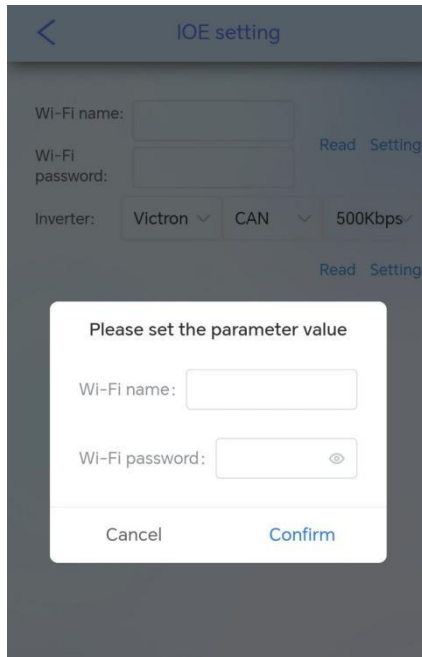 IOE setting
Wi-Fi name:
Read Setting
Wi-Fi
password:
Inverter: Victron CAN 500Kbps
Read Setting
Please set the parameter value
Wi-Fi name:
Wi-Fi password:
Cancel Confirm